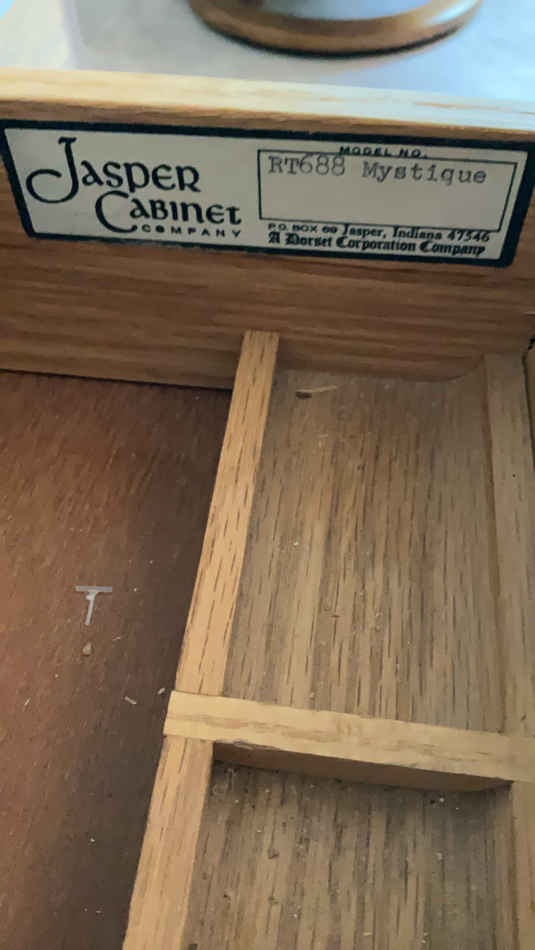 JASPER
CABINET
COMPANY
MODEL NO.
RT688 Mystique
P.O. BOX 69 Jasper, Indiana 47546
A Dorset Corporation Company